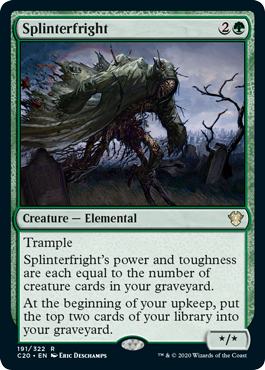 Splinterfright 2
Creature — Elemental
Trample
Splinterfright's power and toughness
are each equal to the number of
creature cards in your graveyard.
At the beginning of your upkeep, put
the top two cards of your library into
your graveyard.
*/*
191/322 R
C20 • EN Eric Deschamps
™ & © 2020 Wizards of the Coast